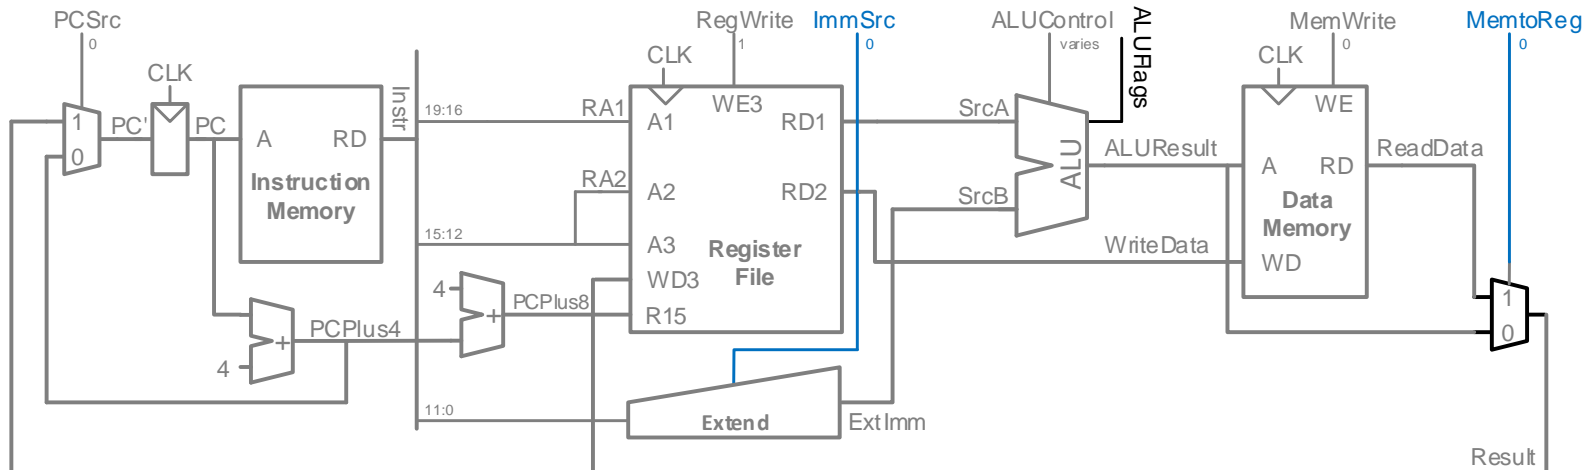 PCSrc
0
RegWrite
1
ImmSrc
0
ALUControl
varies
ALUFlags
MemWrite
0
MemtoReg
0
CLK
CLK
CLK
1
0
PC'
PC
A
RD
Instruction
Memory
Instr
19:16
RA1
RA2
15:12
WE3
A1
RD1
A2
RD2
A3
Register
File
WD3
R15
SrcA
SrcB
ALU
ALUResult
WriteData
WE
A
RD
Data
Memory
WD
ReadData
1
0
4
+
PCPlus4
4
+
PCPlus8
11:0
Extend
ExtImm
Result